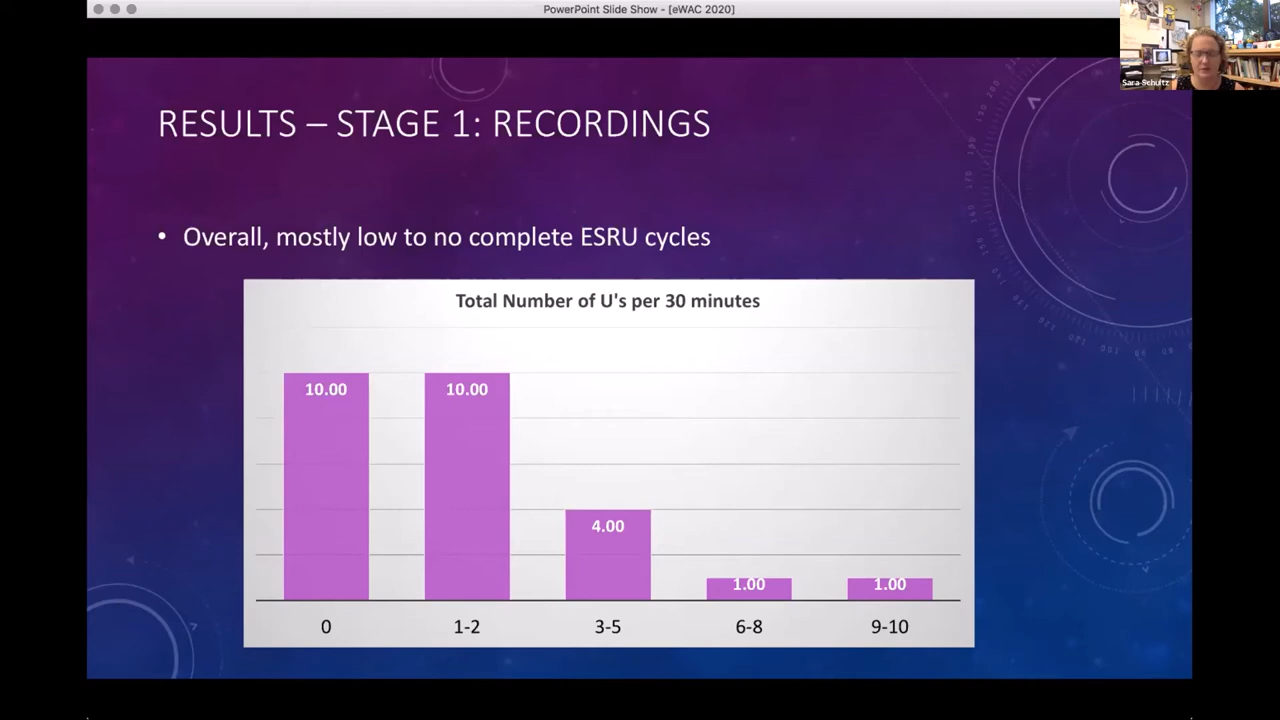 PowerPoint Slide Show - [eWAC 2020]
Sara Schultz
RESULTS – STAGE 1: RECORDINGS
• Overall, mostly low to no complete ESRU cycles
Total Number of U's per 30 minutes
10.00 10.00 4.00 1.00 1.00
0 1-2 3-5 6-8 9-10